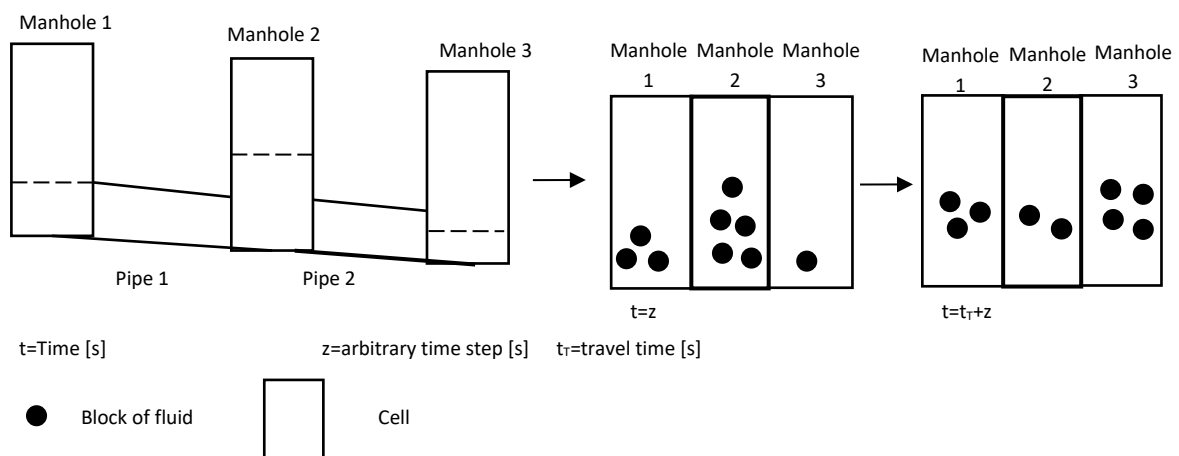 Manhole 1
Manhole 2
Manhole 3
Pipe 1
Pipe 2
Manhole Manhole Manhole
1 2 3
t=z
Manhole Manhole Manhole
1 2 3
t=tT+z
t=Time [s] z=arbitrary time step [s] tT=travel time [s]
Block of fluid Cell